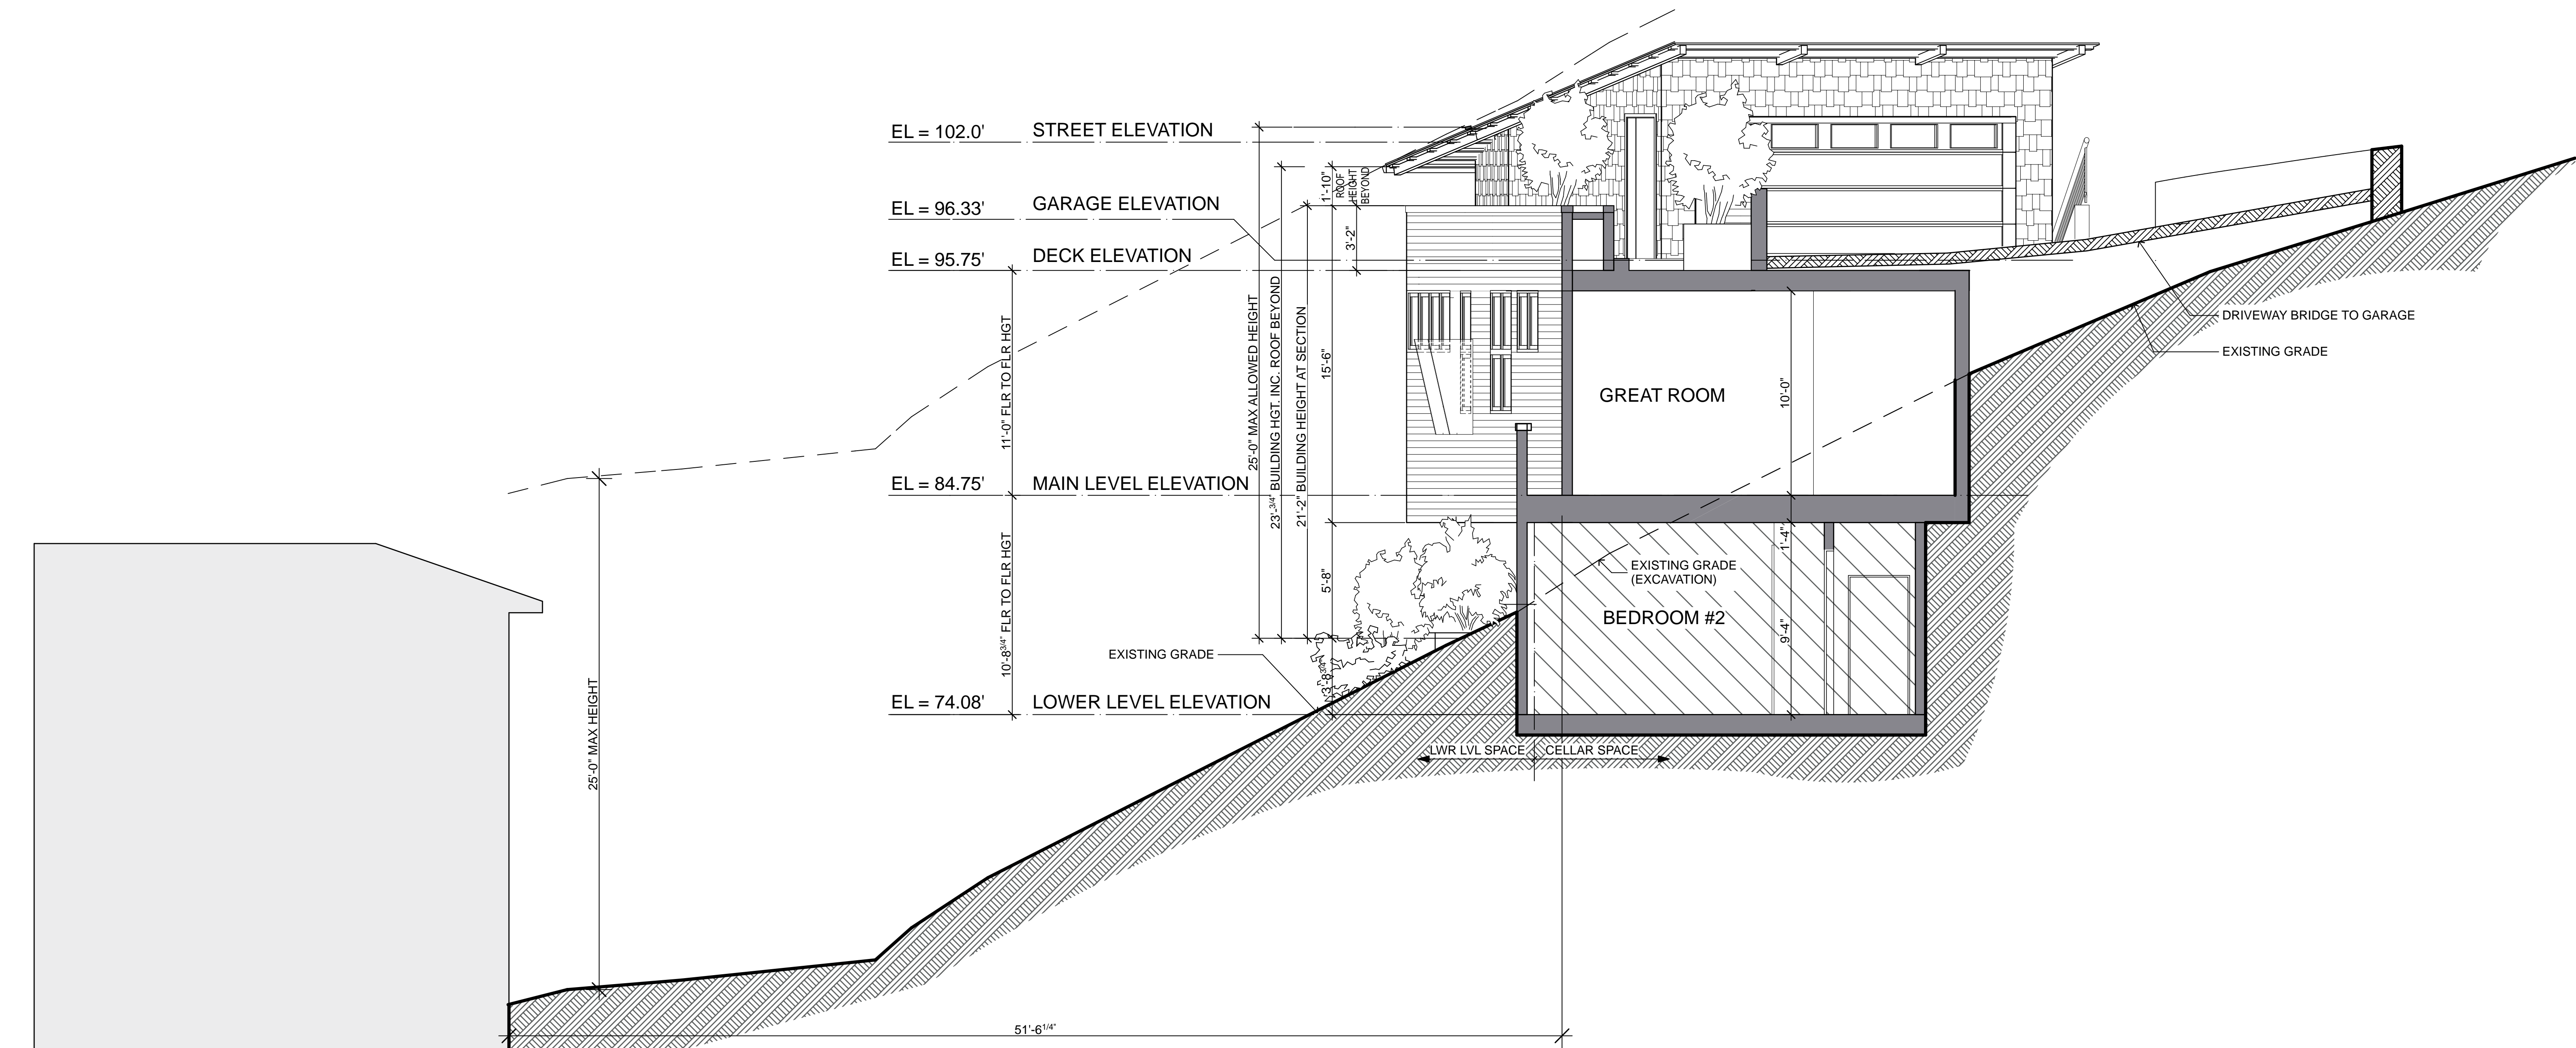 EL = 102.0' STREET ELEVATION
EL = 96.33' GARAGE ELEVATION
EL = 95.75' DECK ELEVATION
EL = 84.75' MAIN LEVEL ELEVATION
EL = 74.08' LOWER LEVEL ELEVATION
11'-0" FLR TO FLR HGT
10'-8 3/4" FLR TO FLR HGT
25'-0" MAX HEIGHT
25'-0" MAX ALLOWED HEIGHT
23'-3/4" BUILDING HGT. INC. ROOF BEYOND
21'-2" BUILDING HEIGHT AT SECTION
1'-10"
ROOF
HEIGHT
BEYOND
3'-2"
15'-6"
5'-8"
3'-8 3/4"
GREAT ROOM
10'-0"
1'-4"
EXISTING GRADE
(EXCAVATION)
BEDROOM #2
9'-4"
DRIVEWAY BRIDGE TO GARAGE
EXISTING GRADE
EXISTING GRADE
LWR LVL SPACE
CELLAR SPACE
51'-6 1/4"